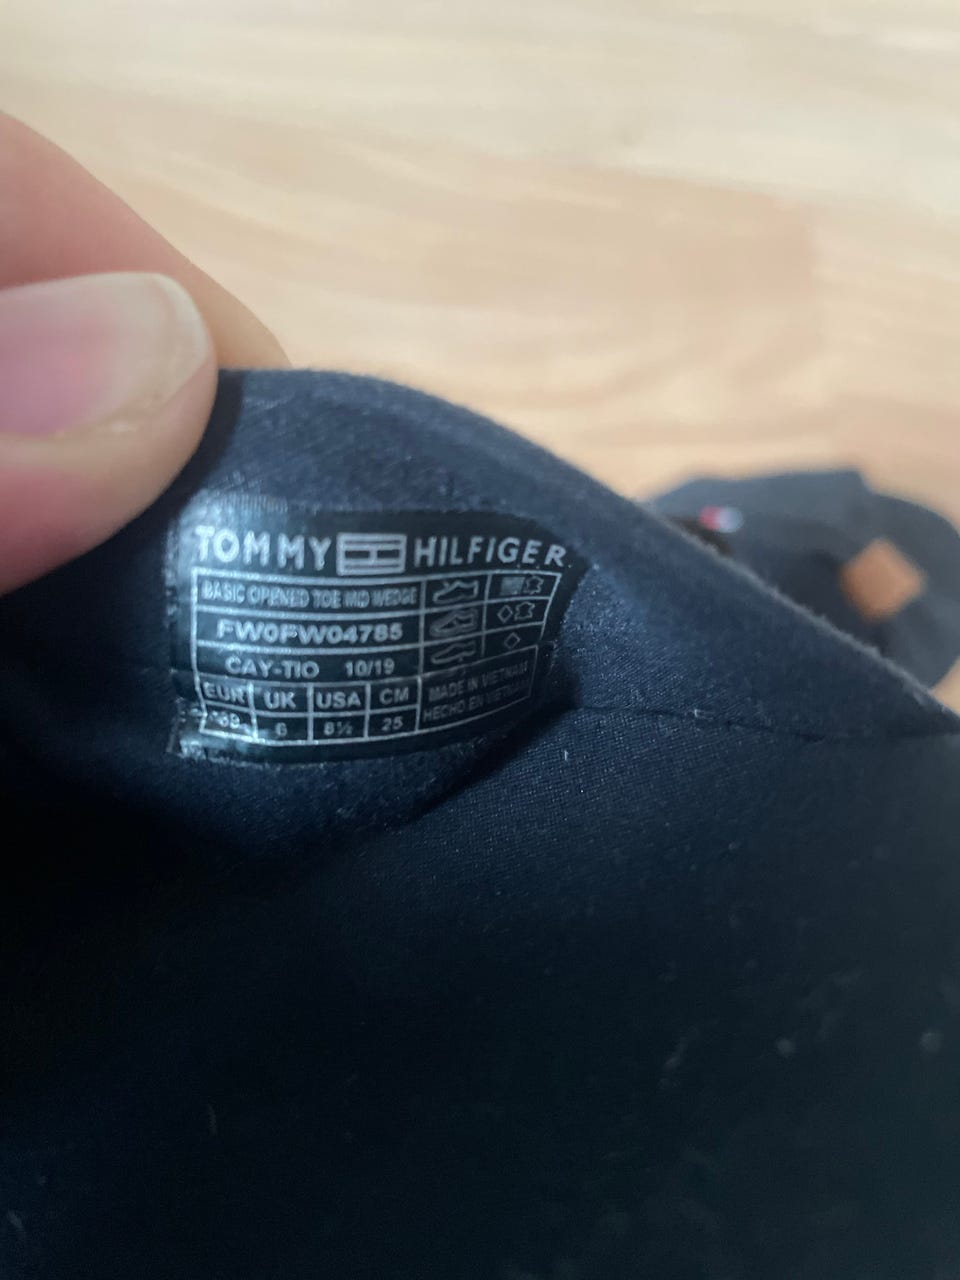 TOMMY HILFIGER
BASIC OPENED TOE MID WEDGE
FW0FW04785
CAY-TIO 10/19
EUR UK USA CM
39 6 8½ 25
MADE IN VIETNAM
HECHO EN VIETNAM